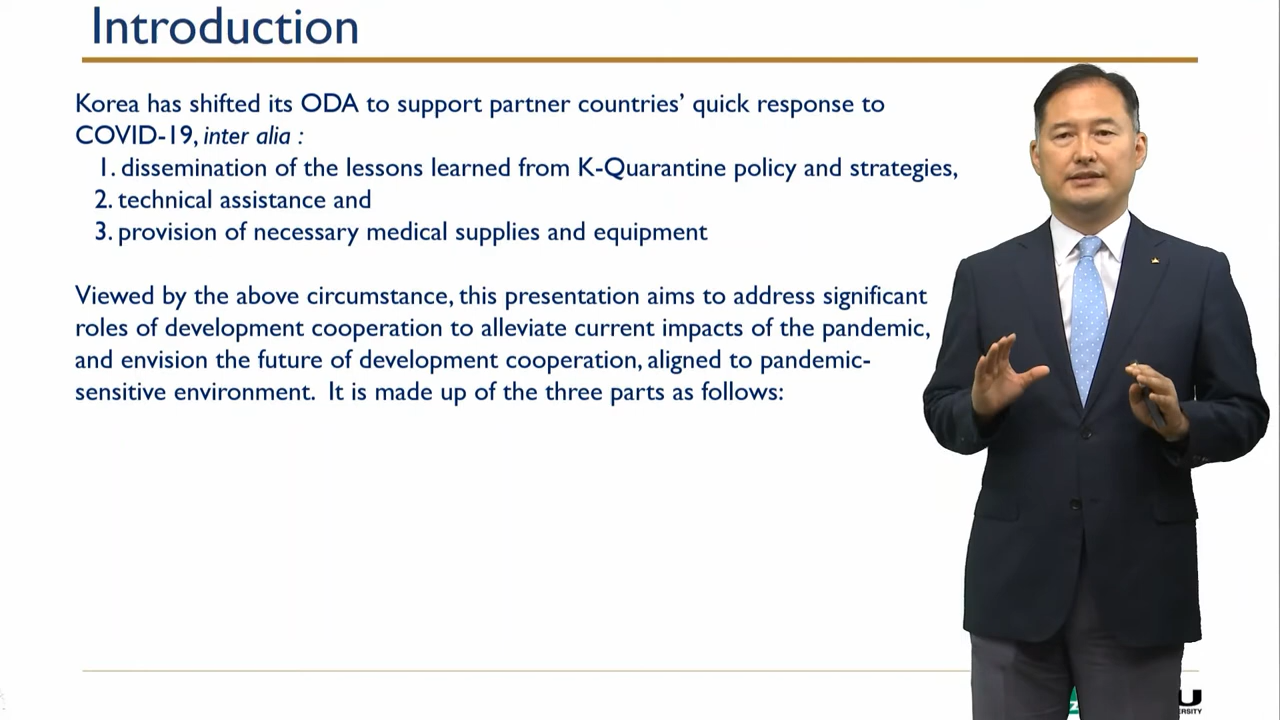 Introduction
Korea has shifted its ODA to support partner countries’ quick response to
COVID-19, inter alia :
1. dissemination of the lessons learned from K-Quarantine policy and strategies,
2. technical assistance and
3. provision of necessary medical supplies and equipment
Viewed by the above circumstance, this presentation aims to address significant
roles of development cooperation to alleviate current impacts of the pandemic,
and envision the future of development cooperation, aligned to pandemic-
sensitive environment. It is made up of the three parts as follows: